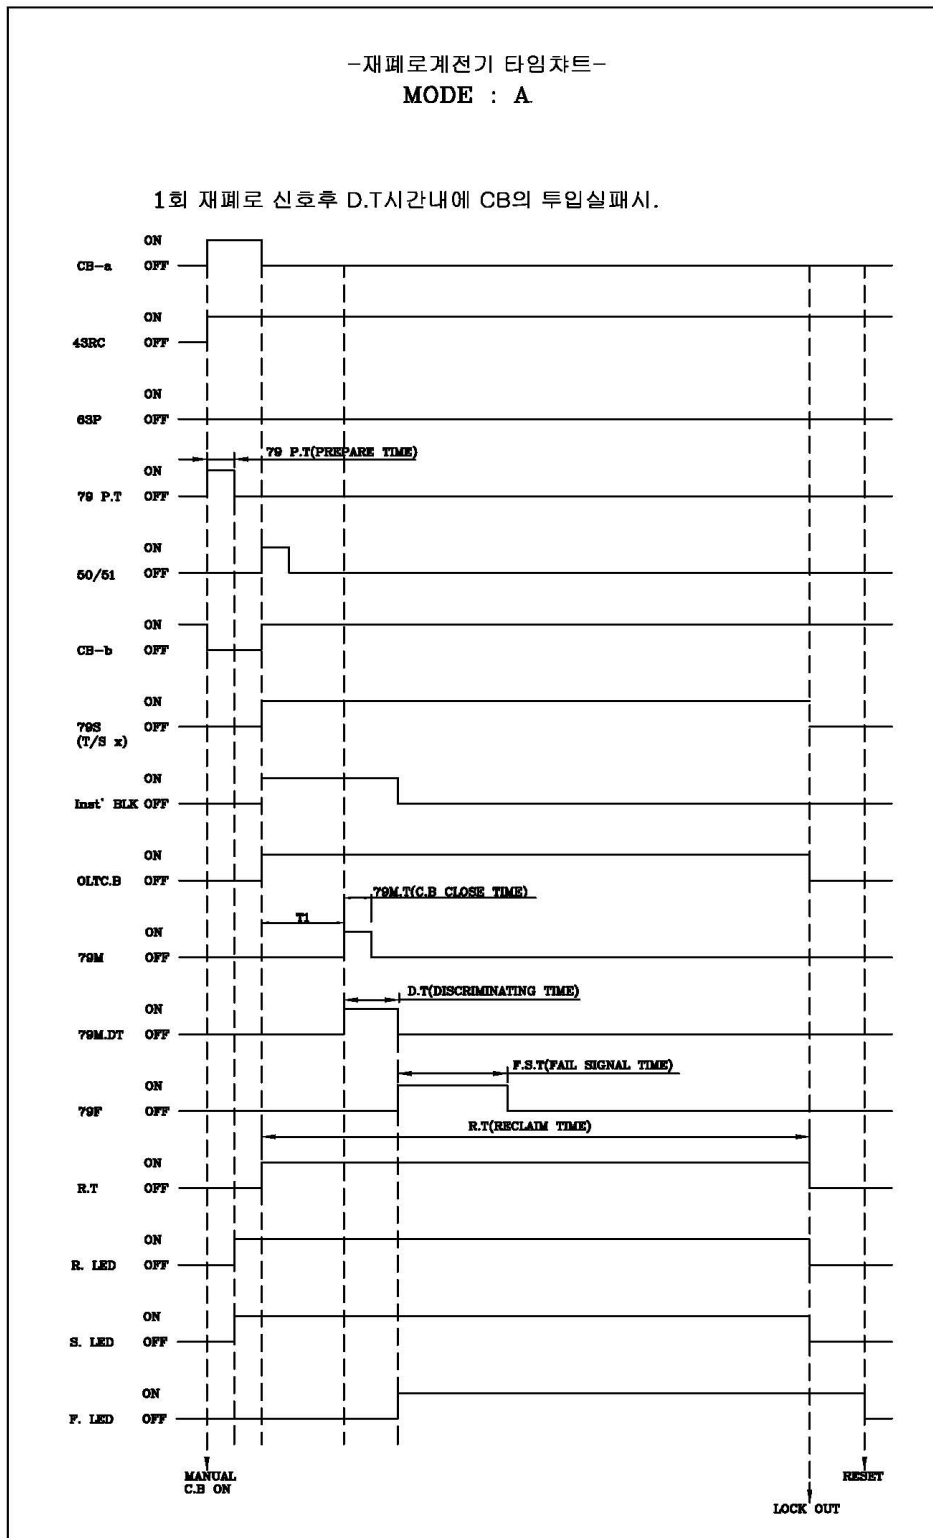 -재폐로계전기 타임챠트-
MODE : A
1회 재폐로 신호후 D.T시간내에 CB의 투입실패시.
ON
CB-a OFF
ON
43RC OFF
ON
63P OFF
79 P.T(PREPARE TIME)
ON
79 P.T OFF
ON
50/51 OFF
ON
CB-b OFF
ON
79S OFF
(T/S x)
ON
Inst' BLK OFF
ON
OLTC.B OFF
79M.T(C.B CLOSE TIME)
T1
ON
79M OFF
D.T(DISCRIMINATING TIME)
ON
79M.DT OFF
F.S.T(FAIL SIGNAL TIME)
ON
79F OFF
R.T(RECLAIM TIME)
ON
R.T OFF
ON
R. LED OFF
ON
S. LED OFF
ON
F. LED OFF
MANUAL RESET
C.B ON
LOCK OUT